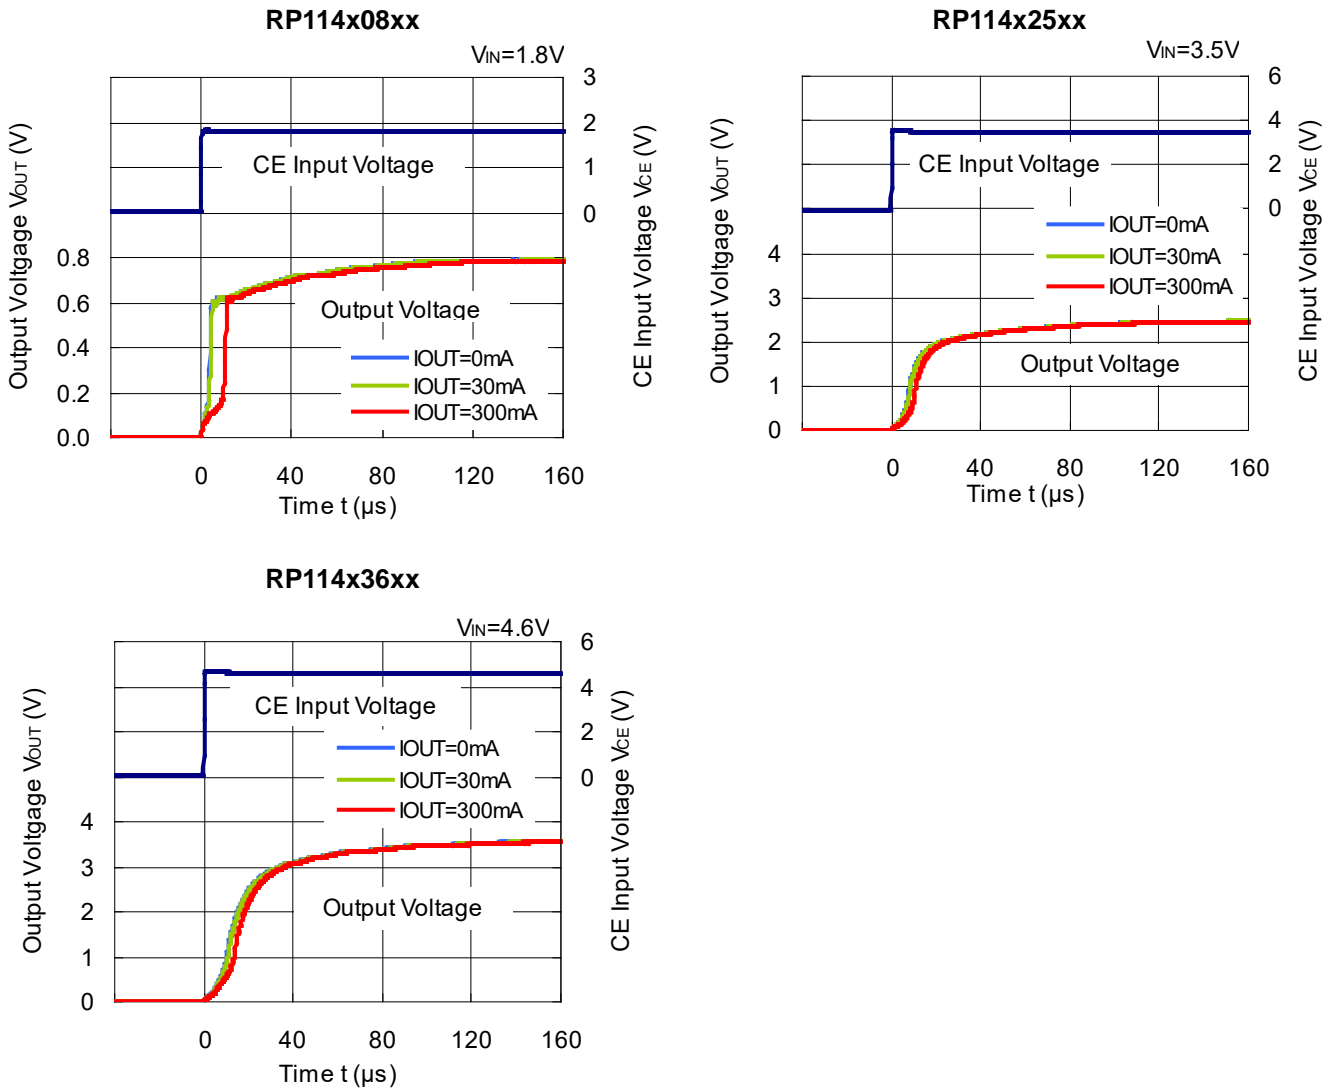 RP114x08xx
VIN=1.8V
Output Voltgage VOUT (V)
CE Input Voltage VCE (V)
3
2
1
0
CE Input Voltage
0.8
0.6
0.4
0.2
0.0
Output Voltage
IOUT=0mA
IOUT=30mA
IOUT=300mA
0 40 80 120 160
Time t (µs)
RP114x25xx
VIN=3.5V
Output Voltgage VOUT (V)
CE Input Voltage VCE (V)
6
4
2
0
CE Input Voltage
IOUT=0mA
IOUT=30mA
IOUT=300mA
4
3
2
1
0
Output Voltage
0 40 80 120 160
Time t (µs)
RP114x36xx
VIN=4.6V
Output Voltgage VOUT (V)
CE Input Voltage VCE (V)
6
4
2
0
CE Input Voltage
IOUT=0mA
IOUT=30mA
IOUT=300mA
4
3
2
1
0
Output Voltage
0 40 80 120 160
Time t (µs)